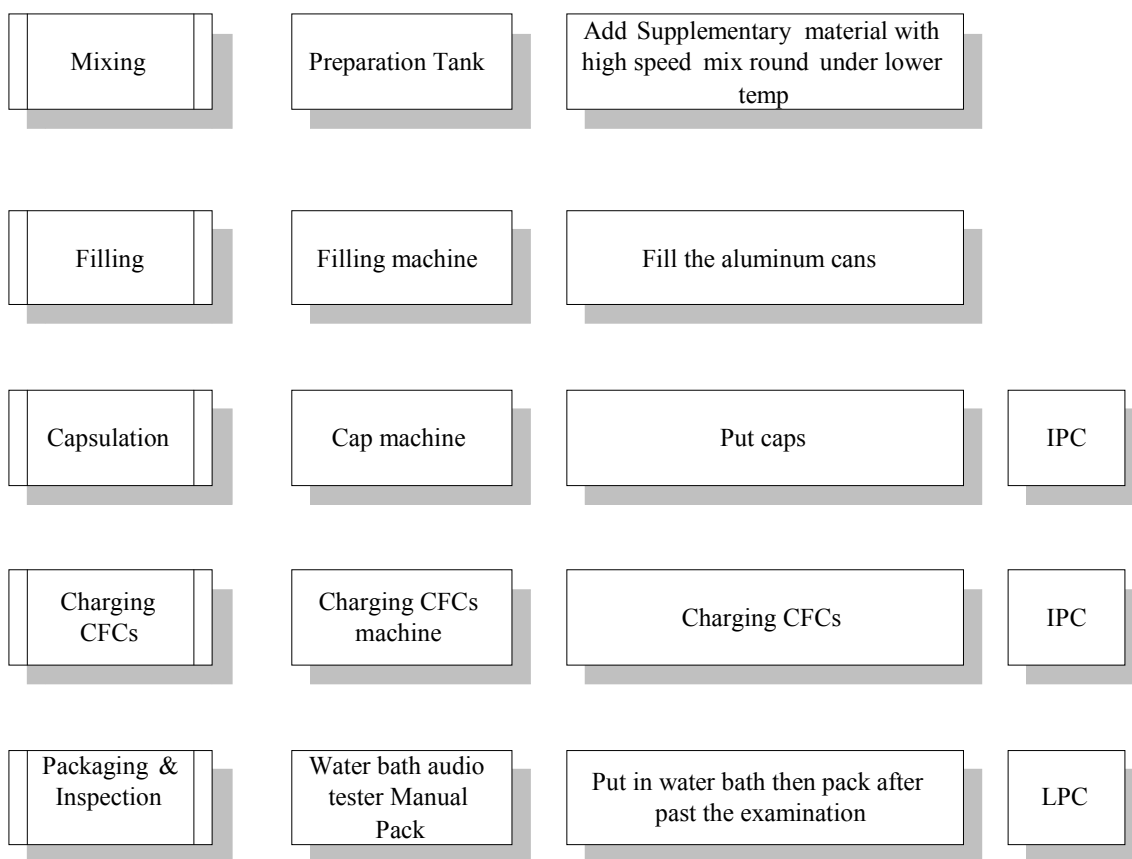 Mixing
Preparation Tank
Add Supplementary material with
high speed mix round under lower
temp
Filling
Filling machine
Fill the aluminum cans
Capsulation
Cap machine
Put caps
IPC
Charging
CFCs
Charging CFCs
machine
Charging CFCs
IPC
Packaging &
Inspection
Water bath audio
tester Manual
Pack
Put in water bath then pack after
past the examination
LPC